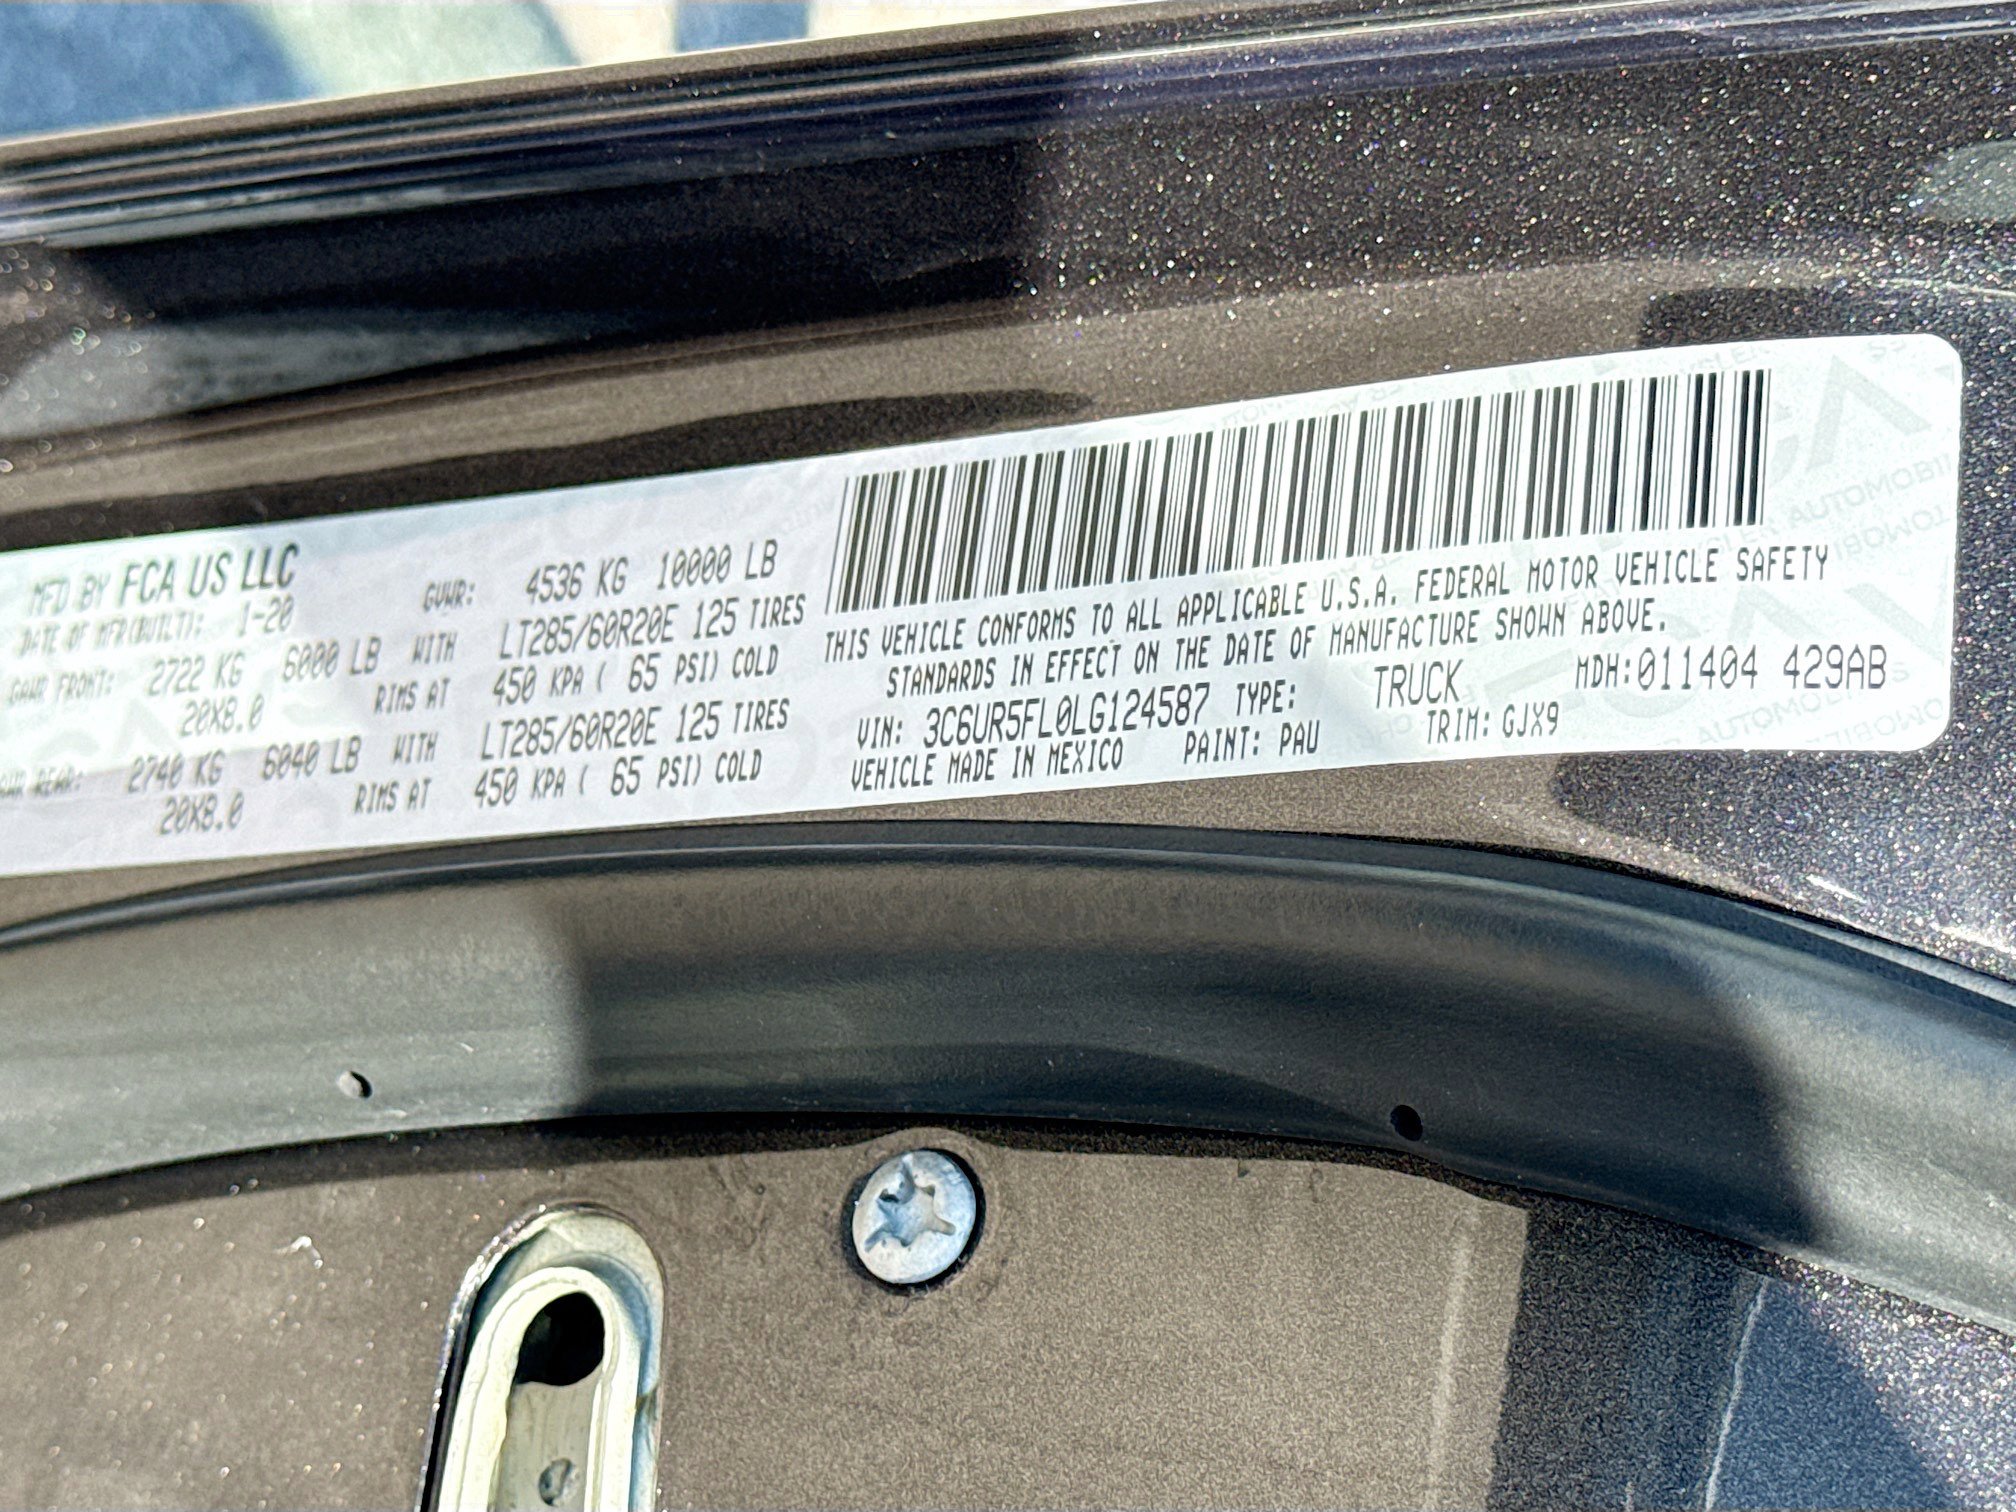 MFD BY FCA US LLC
DATE OF MFR(BUILT): 1-20 GVWR: 4536 KG 10000 LB
GAWR FRONT: 2722 KG 6000 LB WITH LT285/60R20E 125 TIRES
20X8.0 RIMS AT 450 KPA ( 65 PSI) COLD
REAR: 2740 KG 6040 LB WITH LT285/60R20E 125 TIRES
20X8.0 RIMS AT 450 KPA ( 65 PSI) COLD
THIS VEHICLE CONFORMS TO ALL APPLICABLE U.S.A. FEDERAL MOTOR VEHICLE SAFETY
STANDARDS IN EFFECT ON THE DATE OF MANUFACTURE SHOWN ABOVE.
VIN: 3C6UR5FL0LG124587 TYPE: TRUCK MDH:011404 429AB
VEHICLE MADE IN MEXICO PAINT: PAU TRIM: GJX9